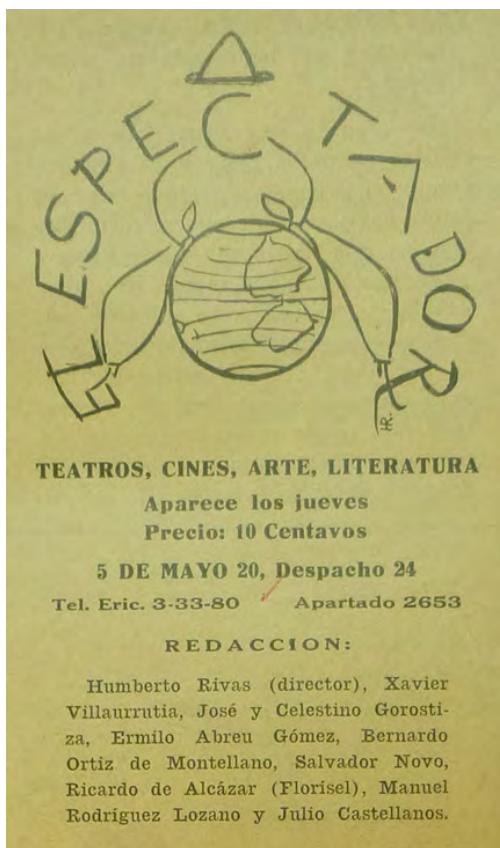 EL ESPECTADOR
TEATROS, CINES, ARTE, LITERATURA
Aparece los jueves
Precio: 10 Centavos
5 DE MAYO 20, Despacho 24
Tel. Eric. 3-33-80 Apartado 2653
REDACCION:
Humberto Rivas (director), Xavier
Villaurrutia, José y Celestino Gorosti-
za, Ermilo Abreu Gómez, Bernardo
Ortiz de Montellano, Salvador Novo,
Ricardo de Alcázar (Florisel), Manuel
Rodríguez Lozano y Julio Castellanos.